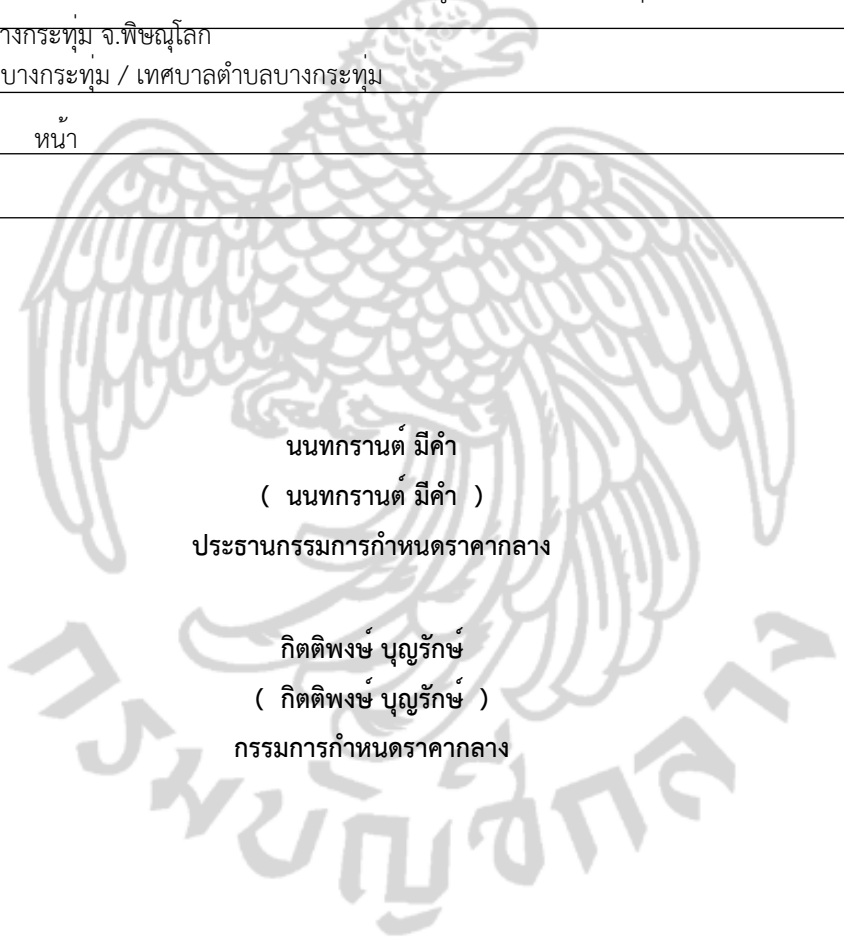 างกระทุ่ม จ.พิษณุโลก
บางกระทุ่ม / เทศบาลตำบลบางกระทุ่ม
หน้า
นนทกรานต์ มีคำ
( นนทกรานต์ มีคำ )
ประธานกรรมการกำหนดราคากลาง
กิตติพงษ์ บุญรักษ์
( กิตติพงษ์ บุญรักษ์ )
กรรมการกำหนดราคากลาง
กรมบัญชีกลาง